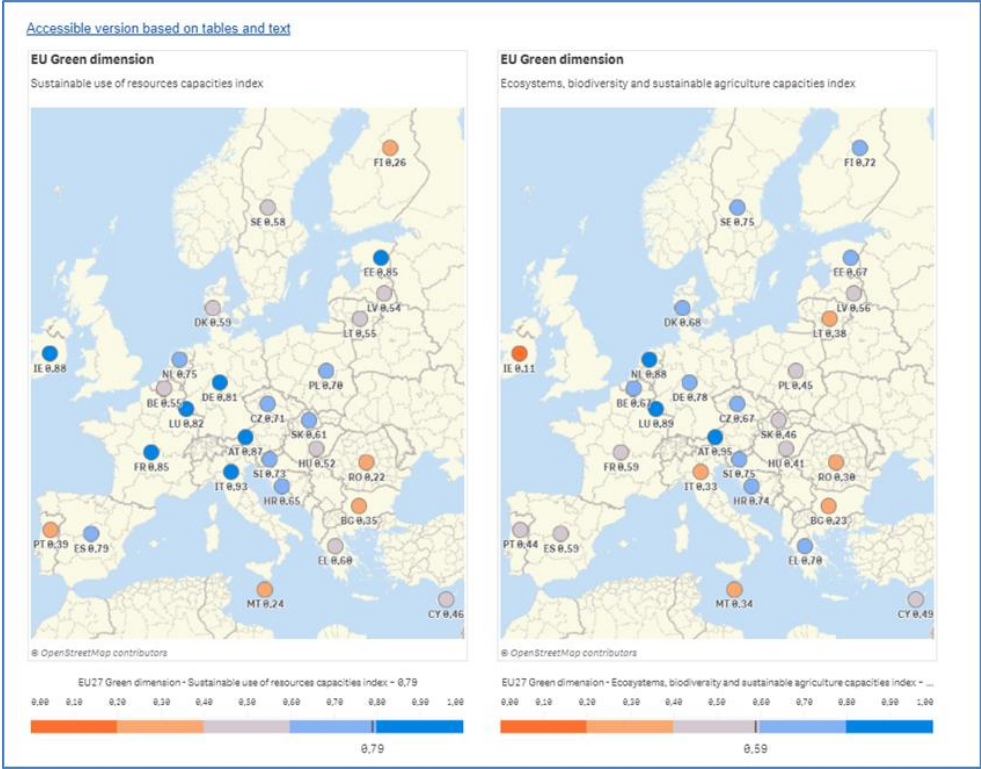 Accessible version based on tables and text
EU Green dimension
Sustainable use of resources capacities index
FI 0,26
SE 0,58
EE 0,85
LV 0,54
DK 0,59
LT 0,55
IE 0,88
NL 0,75
PL 0,70
BE 0,55
DE 0,81
LU 0,82
CZ 0,71
SK 0,61
AT 0,87
HU 0,52
FR 0,85
SI 0,73
RO 0,22
IT 0,93
HR 0,65
BG 0,35
PT 0,39
ES 0,79
EL 0,60
MT 0,24
CY 0,46
© OpenStreetMap contributors
EU27 Green dimension - Sustainable use of resources capacities index - 0,79
0,00 0,10 0,20 0,30 0,40 0,50 0,60 0,70 0,80 0,90 1,00
0,79
EU Green dimension
Ecosystems, biodiversity and sustainable agriculture capacities index
FI 0,72
SE 0,75
EE 0,67
LV 0,56
DK 0,68
LT 0,38
IE 0,11
NL 0,88
PL 0,45
BE 0,67
DE 0,78
LU 0,89
CZ 0,67
SK 0,46
AT 0,95
HU 0,41
FR 0,59
SI 0,75
RO 0,30
IT 0,33
HR 0,74
BG 0,23
PT 0,44
ES 0,59
EL 0,70
MT 0,34
CY 0,49
© OpenStreetMap contributors
EU27 Green dimension - Ecosystems, biodiversity and sustainable agriculture capacities index - ...
0,00 0,10 0,20 0,30 0,40 0,50 0,60 0,70 0,80 0,90 1,00
0,59